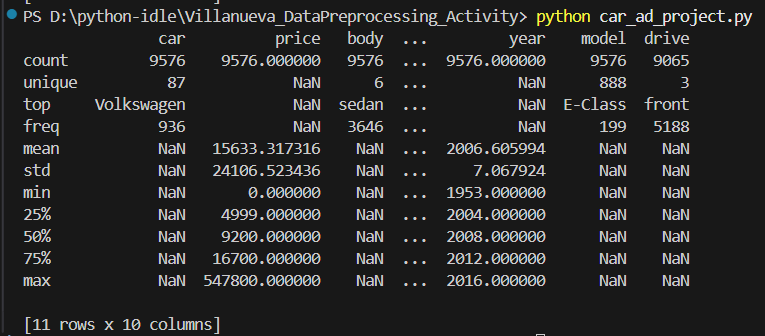 PS D:\python-idle\Villanueva_DataPreprocessing_Activity> python car_ad_project.py
car price body ... year model drive
count 9576 9576.000000 9576 ... 9576.000000 9576 9065
unique 87 NaN 6 ... NaN 888 3
top Volkswagen NaN sedan ... NaN E-Class front
freq 936 NaN 3646 ... NaN 199 5188
mean NaN 15633.317316 NaN ... 2006.605994 NaN NaN
std NaN 24106.523436 NaN ... 7.067924 NaN NaN
min NaN 0.000000 NaN ... 1953.000000 NaN NaN
25% NaN 4999.000000 NaN ... 2004.000000 NaN NaN
50% NaN 9200.000000 NaN ... 2008.000000 NaN NaN
75% NaN 16700.000000 NaN ... 2012.000000 NaN NaN
max NaN 547800.000000 NaN ... 2016.000000 NaN NaN
[11 rows x 10 columns]